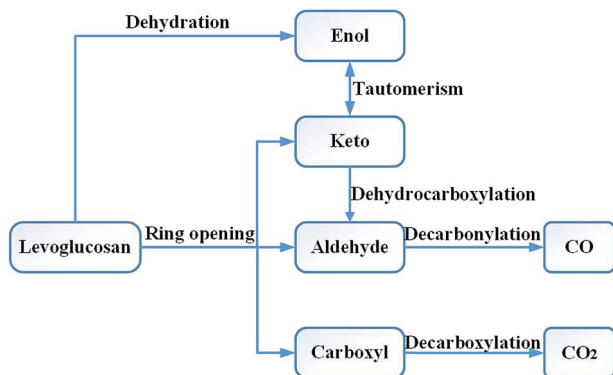 Dehydration
Enol
Tautomerism
Keto
Dehydrocarboxylation
Levoglucosan
Ring opening
Aldehyde
Decarbonylation
CO
Carboxyl
Decarboxylation
CO2